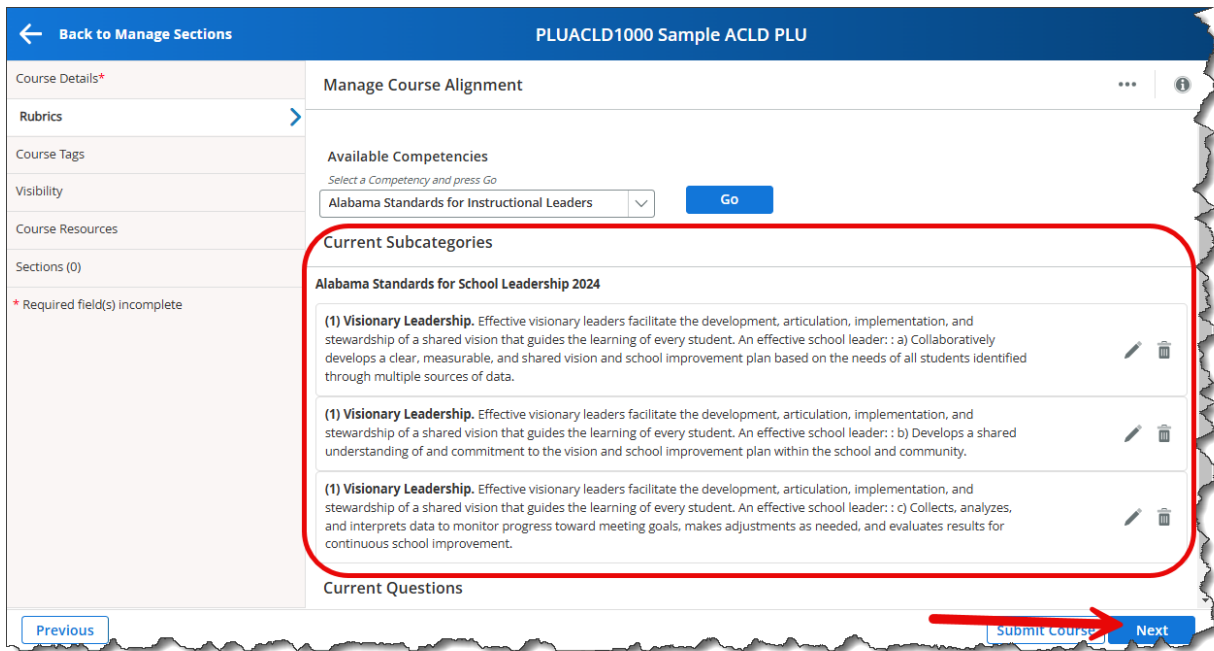 Back to Manage Sections
PLUACLD1000 Sample ACLD PLU
Course Details*
Rubrics
Course Tags
Visibility
Course Resources
Sections (0)
* Required field(s) incomplete
Manage Course Alignment
Available Competencies
Select a Competency and press Go
Alabama Standards for Instructional Leaders
Go
Current Subcategories
Alabama Standards for School Leadership 2024
(1) Visionary Leadership. Effective visionary leaders facilitate the development, articulation, implementation, and
stewardship of a shared vision that guides the learning of every student. An effective school leader: : a) Collaboratively
develops a clear, measurable, and shared vision and school improvement plan based on the needs of all students identified
through multiple sources of data.
(1) Visionary Leadership. Effective visionary leaders facilitate the development, articulation, implementation, and
stewardship of a shared vision that guides the learning of every student. An effective school leader: : b) Develops a shared
understanding of and commitment to the vision and school improvement plan within the school and community.
(1) Visionary Leadership. Effective visionary leaders facilitate the development, articulation, implementation, and
stewardship of a shared vision that guides the learning of every student. An effective school leader: : c) Collects, analyzes,
and interprets data to monitor progress toward meeting goals, makes adjustments as needed, and evaluates results for
continuous school improvement.
Current Questions
Previous
Submit Course
Next